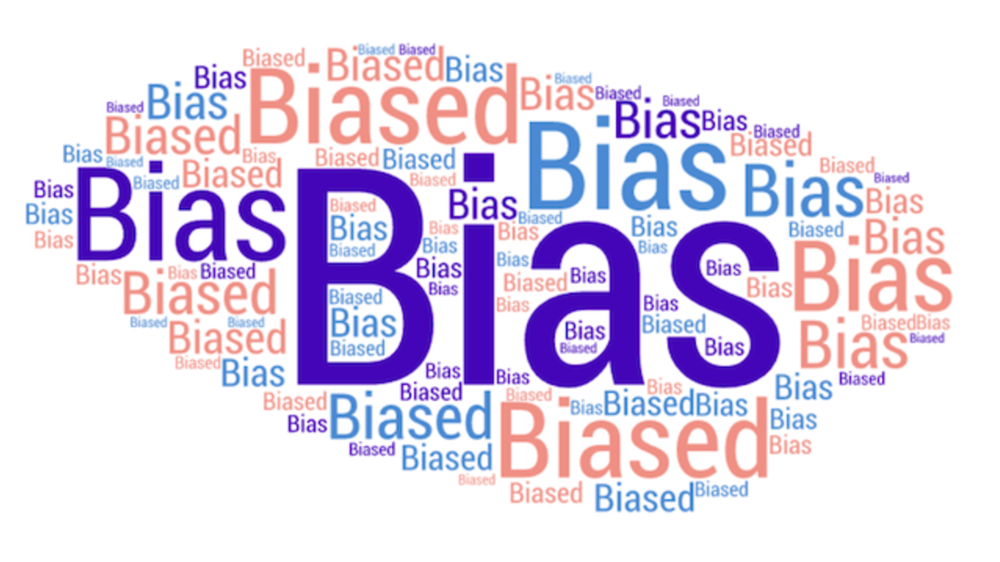 Biased Biased
Biased Biased Bias
Bias Biased Bias Biased
Bias Biased Biased
Biased Bias Bias Biased
Biased Bias Biased
Bias Biased Bias Biased Biased Bias Biased
Biased Biased Biased Bias Biased
Bias Biased Biased Bias Bias
Bias Bias Biased Bias Biased
Bias Bias Bias Bias Bias Biased Bias
Biased Bias Bias Bias
Bias Bias Bias Bias
Bias Bias Biased Bias Bias Bias Bias
Biased Bias Biased Bias Bias
Biased Bias Bias
Biased Biased Bias Biased Biased Bias
Biased Bias Bias Biased
Biased Biased Bias Bias
Biased Bias Bias Bias Bias Bias Biased
Biased Biased Biased Bias Biased Bias
Bias Biased Biased Bias
Biased Biased Bias
Biased Biased Biased Biased